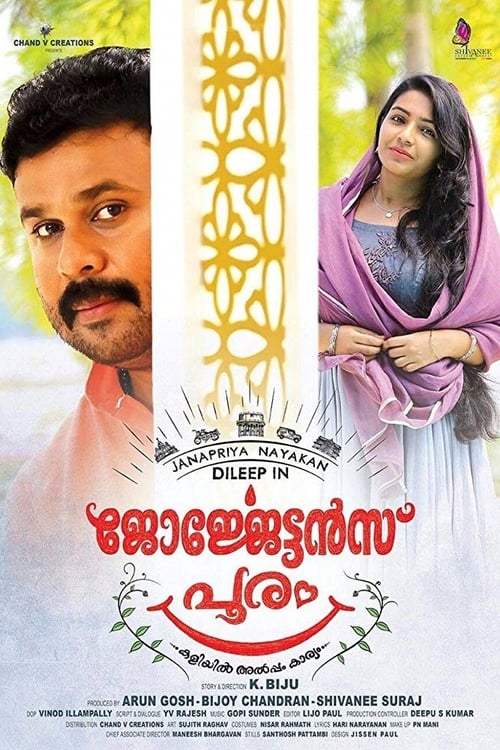 CHAND V CREATIONS
PRESENTS
SHIVANEE
JANAPRIYA NAYAKAN
DILEEP IN
ജോർജ്ജേട്ടൻസ്
പൂരം
കളിയിൽ അൽപ്പം കാര്യം
STORY & DIRECTION K. BIJU
PRODUCED BY ARUN GOSH - BIJOY CHANDRAN - SHIVANEE SURAJ
DOP VINOD ILLAMPALLY SCRIPT & DIALOGUE YV RAJESH MUSIC GOPI SUNDER EDITOR LIJO PAUL PRODUCTION CONTROLLER DEEPU S KUMAR
DISTRIBUTION CHAND V CREATIONS ART SUJITH RAGHAV COSTUMES NISAR RAHMATH LYRICS HARI NARAYANAN MAKE UP PN MANI
CHIEF ASSOCIATE DIRECTOR MANEESH BHARGAVAN STILLS SANTHOSH PATTAMBI DESIGN JISSEN PAUL